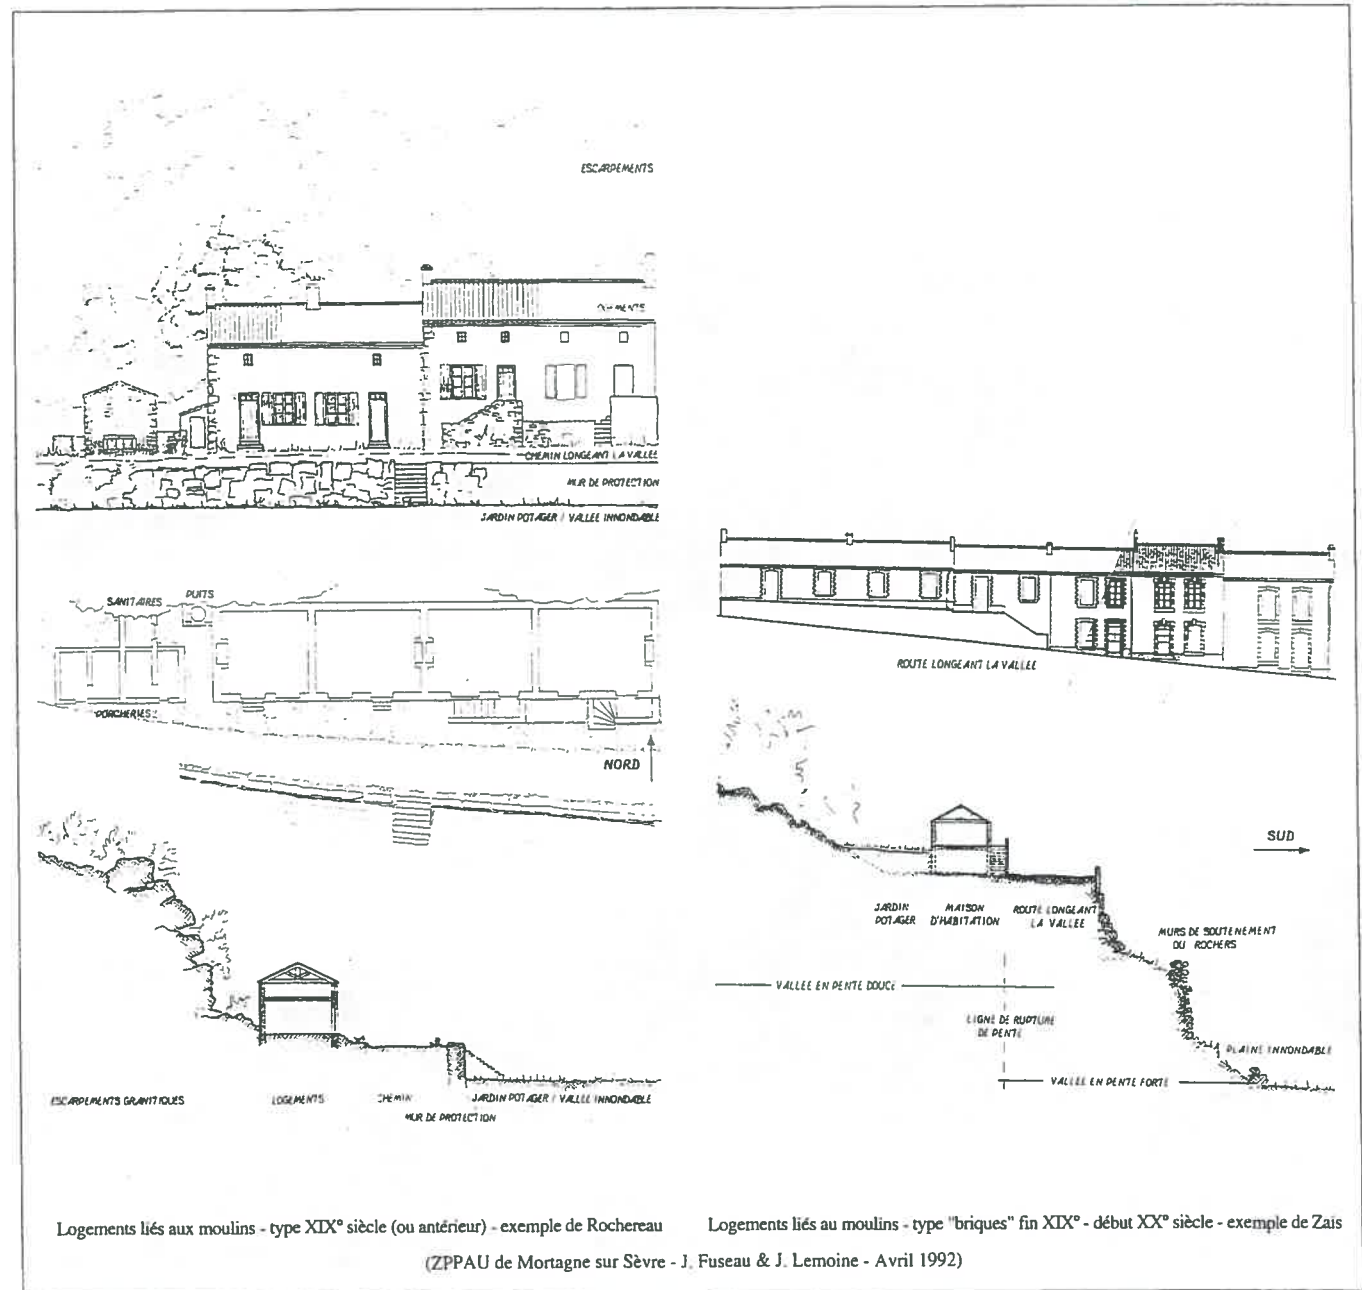 ESCARPEMENTS
CHEMIN LONGEANT LA VALLEE
MUR DE PROTECTION
JARDIN POTAGER / VALLEE INNONDABLE
SANITAIRES
PUITS
PORCHERIES
NORD
ESCARPEMENTS GRANITIQUES
LOGEMENTS
CHEMIN
JARDIN POTAGER / VALLEE INNONDABLE
MUR DE PROTECTION
ROUTE LONGEANT LA VALLEE
SUD
JARDIN
POTAGER
MAISON
D'HABITATION
ROUTE LONGEANT
LA VALLEE
MURS DE SOUTENEMENT
OU ROCHERS
VALLEE EN PENTE DOUCE
LIGNE DE RUPTURE
DE PENTE
PLAINE INNONDABLE
VALLEE EN PENTE FORTE
Logements liés aux moulins - type XIX° siècle (ou antérieur) - exemple de Rochereau
Logements liés au moulins - type "briques" fin XIX° - début XX° siècle - exemple de Zais
(ZPPAU de Mortagne sur Sèvre - J. Fuseau & J. Lemoine - Avril 1992)